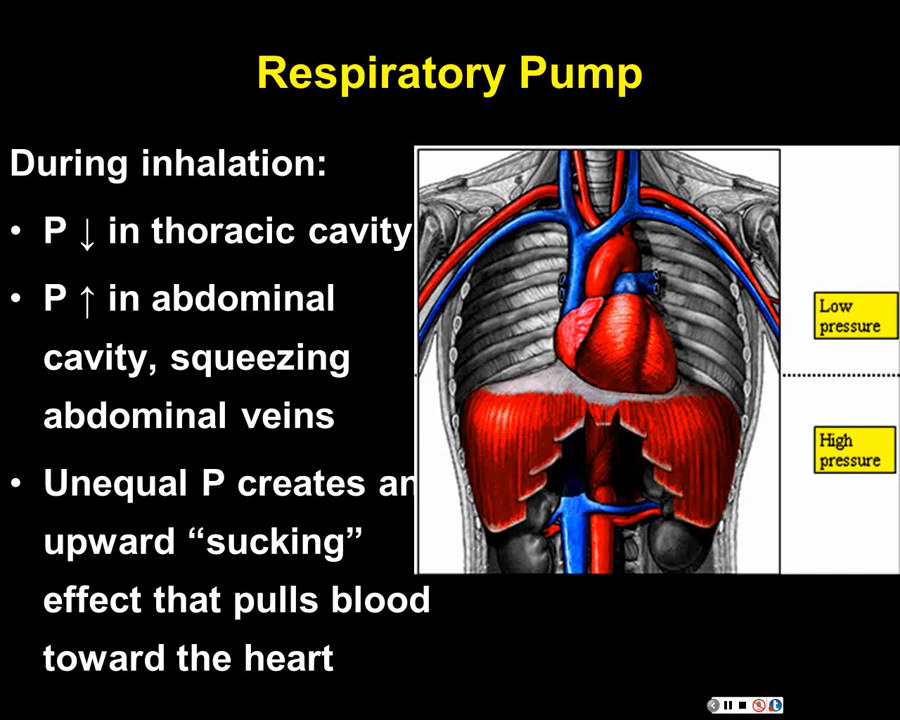 Respiratory Pump
During inhalation:
• P ↓ in thoracic cavity
• P ↑ in abdominal
cavity, squeezing
abdominal veins
• Unequal P creates an
upward “sucking”
effect that pulls blood
toward the heart
Low
pressure
High
pressure